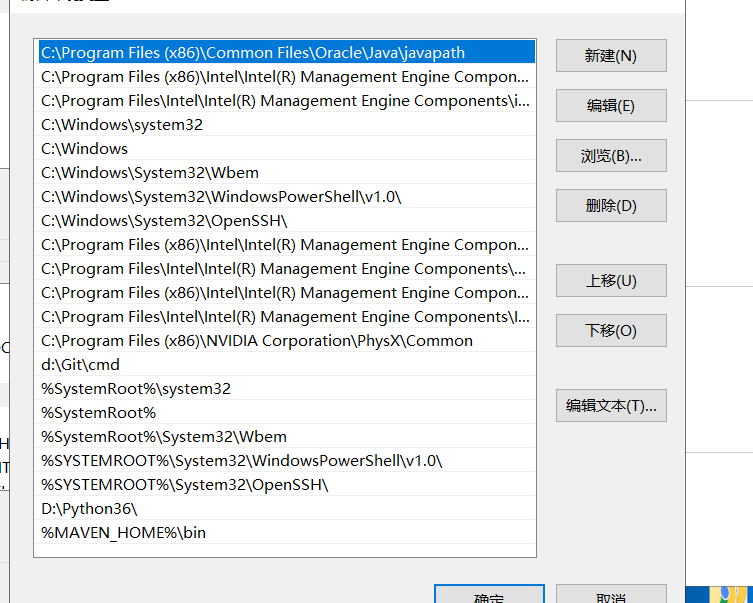 C:\Program Files (x86)\Common Files\Oracle\Java\javapath
C:\Program Files (x86)\Intel\Intel(R) Management Engine Compon...
C:\Program Files\Intel\Intel(R) Management Engine Components\i...
C:\Windows\system32
C:\Windows
C:\Windows\System32\Wbem
C:\Windows\System32\WindowsPowerShell\v1.0\
C:\Windows\System32\OpenSSH\
C:\Program Files (x86)\Intel\Intel(R) Management Engine Compon...
C:\Program Files\Intel\Intel(R) Management Engine Components\...
C:\Program Files (x86)\Intel\Intel(R) Management Engine Compon...
C:\Program Files\Intel\Intel(R) Management Engine Components\I...
C:\Program Files (x86)\NVIDIA Corporation\PhysX\Common
d:\Git\cmd
%SystemRoot%\system32
%SystemRoot%
%SystemRoot%\System32\Wbem
%SYSTEMROOT%\System32\WindowsPowerShell\v1.0\
%SYSTEMROOT%\System32\OpenSSH\
D:\Python36\
%MAVEN_HOME%\bin
新建(N)
编辑(E)
浏览(B)...
删除(D)
上移(U)
下移(O)
编辑文本(T)...
确定
取消